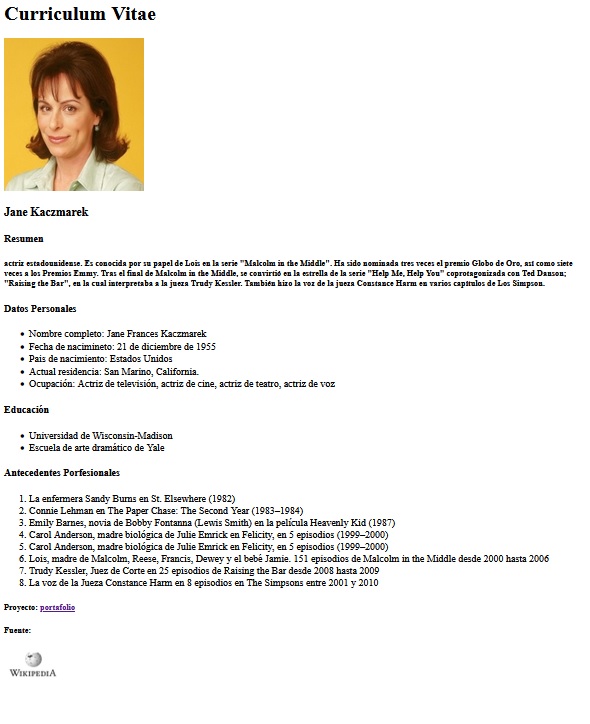 Curriculum Vitae
Jane Kaczmarek
Resumen
actriz estadounidense. Es conocida por su papel de Lois en la serie "Malcolm in the Middle". Ha sido nominada tres veces el premio Globo de Oro, así como siete
veces a los Premios Emmy. Tras el final de Malcolm in the Middle, se convirtió en la estrella de la serie "Help Me, Help You" coprotagonizada con Ted Danson;
"Raising the Bar", en la cual interpretaba a la jueza Trudy Kessler. También hizo la voz de la jueza Constance Harm en varios capítulos de Los Simpson.
Datos Personales
• Nombre completo: Jane Frances Kaczmarek
• Fecha de nacimineto: 21 de diciembre de 1955
• Pais de nacimiento: Estados Unidos
• Actual residencia: San Marino, California.
• Ocupación: Actriz de televisión, actriz de cine, actriz de teatro, actriz de voz
Educación
• Universidad de Wisconsin-Madison
• Escuela de arte dramático de Yale
Antecedentes Porfesionales
1. La enfermera Sandy Burns en St. Elsewhere (1982)
2. Connie Lehman en The Paper Chase: The Second Year (1983–1984)
3. Emily Barnes, novia de Bobby Fontanna (Lewis Smith) en la película Heavenly Kid (1987)
4. Carol Anderson, madre biológica de Julie Emrick en Felicity, en 5 episodios (1999–2000)
5. Carol Anderson, madre biológica de Julie Emrick en Felicity, en 5 episodios (1999–2000)
6. Lois, madre de Malcolm, Reese, Francis, Dewey y el bebé Jamie. 151 episodios de Malcolm in the Middle desde 2000 hasta 2006
7. Trudy Kessler, Juez de Corte en 25 episodios de Raising the Bar desde 2008 hasta 2009
8. La voz de la Jueza Constance Harm en 8 episodios en The Simpsons entre 2001 y 2010
Proyecto: portafolio
Fuente:
WIKIPEDIA